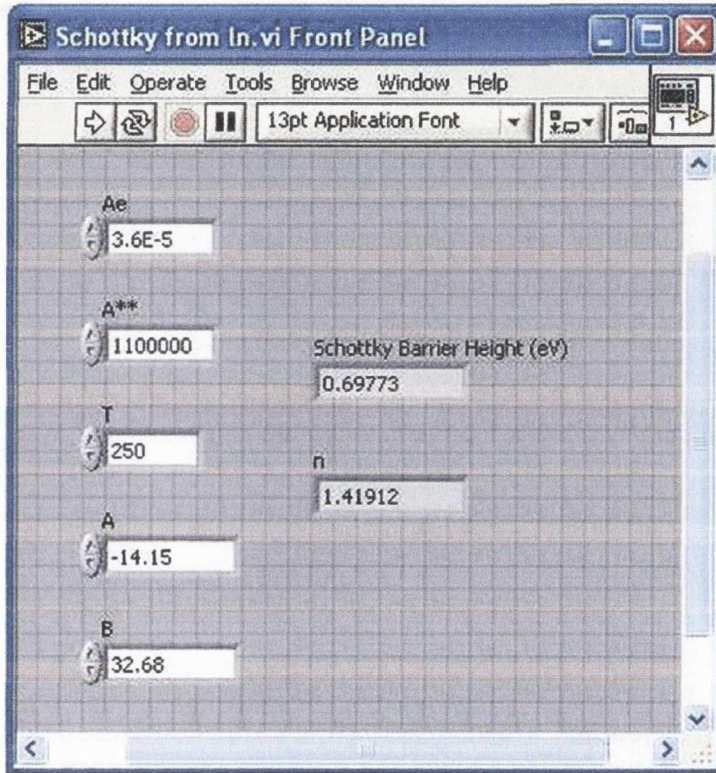 Schottky from ln.vi Front Panel
File Edit Operate Tools Browse Window Help
13pt Application Font
1
Ae
3.6E-5
A**
1100000
Schottky Barrier Height (eV)
0.69773
T
250
n
1.41912
A
-14.15
B
32.68